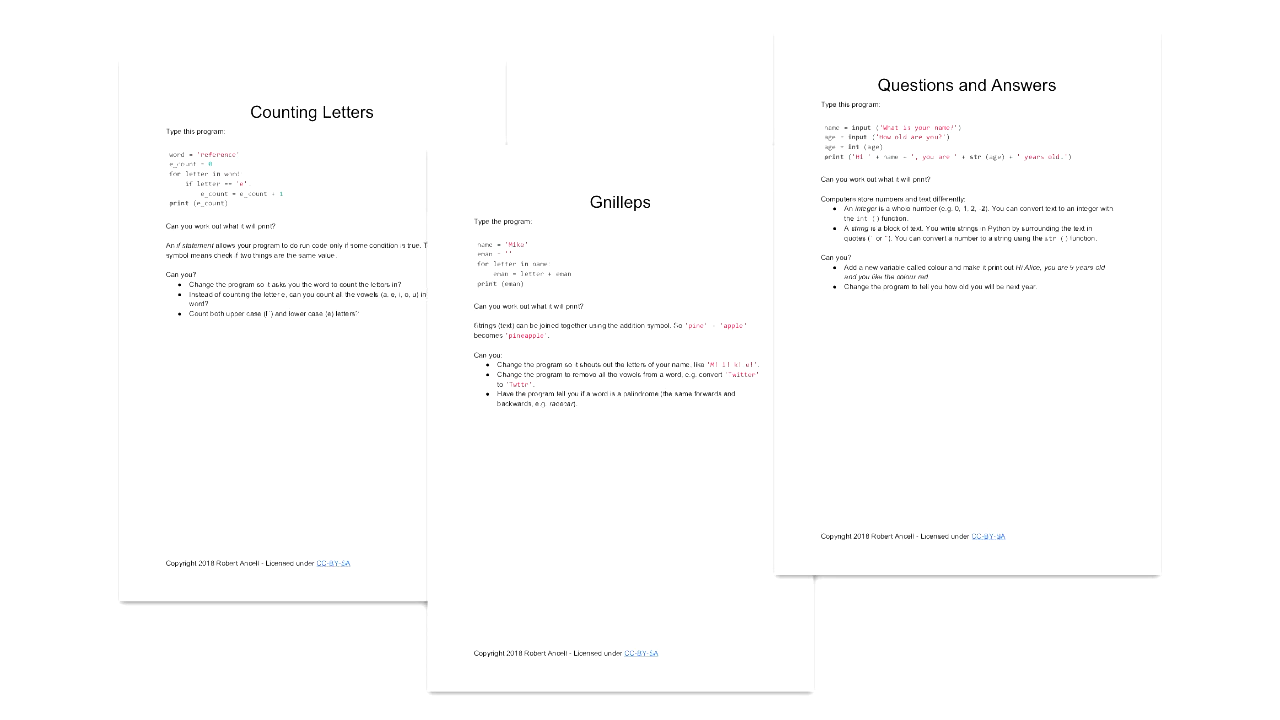 Counting Letters
Type this program:
word = 'reference'
e_count = 0
for letter in word
if letter == 'e'
e_count = e_count + 1
print (e_count)
Can you work out what it will print?
An if statement allows your program to do run code only if some condition is true.
symbol means check if two things are the same value.
Can you?
Change the program so it asks you the word to count the letters in?
Instead of counting the letter e, can you count all the vowels (a, e, i, o, u) in
word?
Count both upper case (E) and lower case (e) letters?
Copyright 2018 Robert Ancell - Licensed under CC-BY-SA
Gnilleps
Type the program:
name = 'Mike'
eman = ''
for letter in name:
eman = letter + eman
print (eman)
Can you work out what it will print?
Strings (text) can be joined together using the addition symbol. So 'pine' + 'apple'
becomes 'pineapple'.
Can you:
Change the program so it shouts out the letters of your name, like 'M! i! k! e!'.
Change the program to remove all the vowels from a word, e.g. convert 'Twitter'
to 'Twttr'.
Have the program tell you if a word is a palindrome (the same forwards and
backwards, e.g. racecar).
Copyright 2018 Robert Ancell - Licensed under CC-BY-SA
Questions and Answers
Type this program:
name = input ('What is your name?')
age = input ('How old are you?')
age = int (age)
print ('Hi ' + name + ', you are ' + str (age) + ' years old.')
Can you work out what it will print?
Computers store numbers and text differently:
An integer is a whole number (e.g. 0, 1, 2, -2). You can convert text to an integer with
the int () function.
A string is a block of text. You write strings in Python by surrounding the text in
quotes (' or "). You can convert a number to a string using the str () function.
Can you?
Add a new variable called colour and make it print out Hi Alice, you are 9 years old
and you like the colour red
Change the program to tell you how old you will be next year.
Copyright 2018 Robert Ancell - Licensed under CC-BY-SA